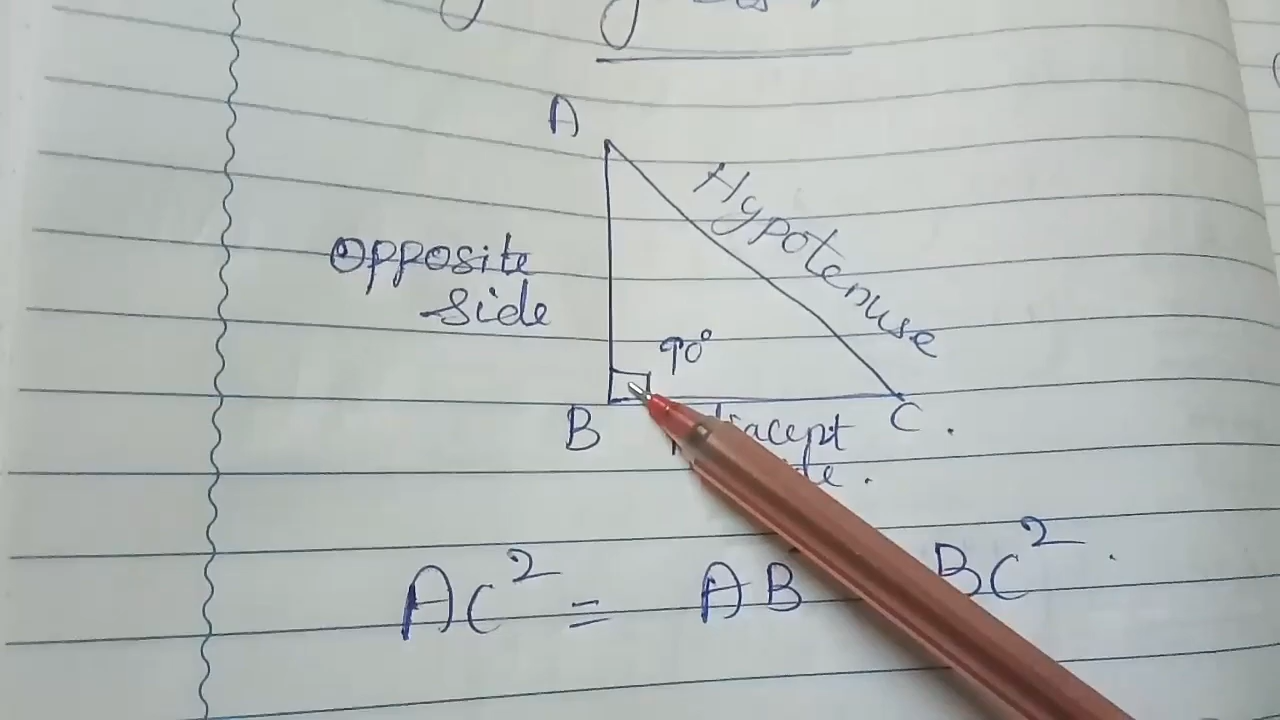 A
Hypotenuse
Opposite
Side
90°
B
C.
AC² = AB BC².